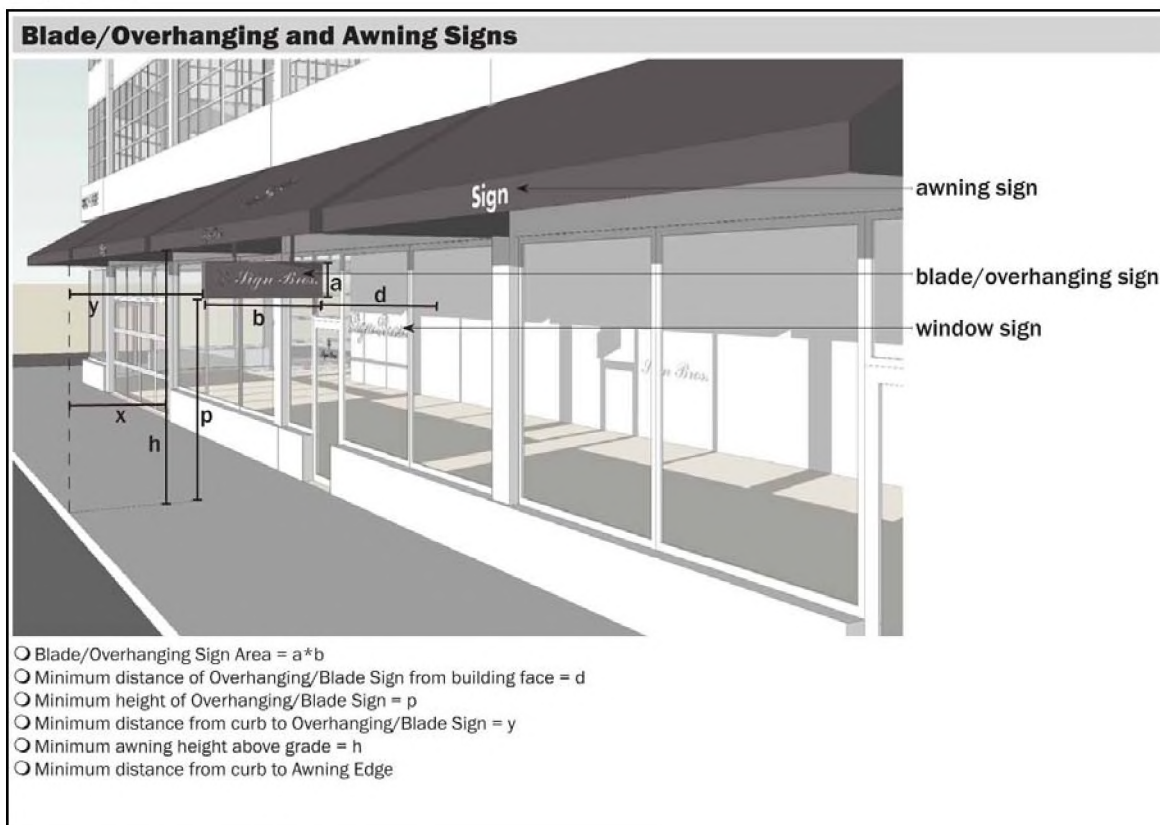 Blade/Overhanging and Awning Signs
Sign
awning sign
Sign Bros.
blade/overhanging sign
a
d
y
b
window sign
Sign Bros.
x
p
h
○ Blade/Overhanging Sign Area = a*b
○ Minimum distance of Overhanging/Blade Sign from building face = d
○ Minimum height of Overhanging/Blade Sign = p
○ Minimum distance from curb to Overhanging/Blade Sign = y
○ Minimum awning height above grade = h
○ Minimum distance from curb to Awning Edge